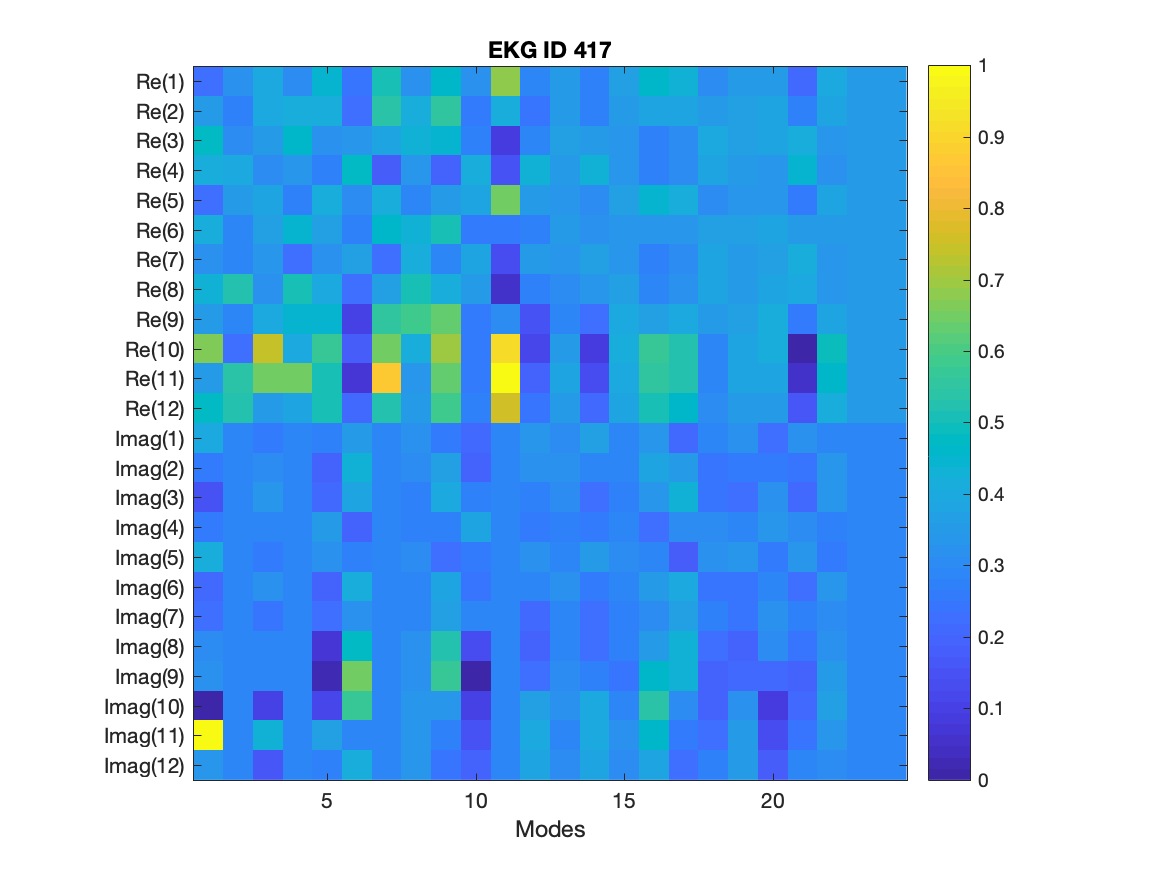 EKG ID 417
Re(1)
Re(2)
Re(3)
Re(4)
Re(5)
Re(6)
Re(7)
Re(8)
Re(9)
Re(10)
Re(11)
Re(12)
Imag(1)
Imag(2)
Imag(3)
Imag(4)
Imag(5)
Imag(6)
Imag(7)
Imag(8)
Imag(9)
Imag(10)
Imag(11)
Imag(12)
5 10 15 20
Modes
1
0.9
0.8
0.7
0.6
0.5
0.4
0.3
0.2
0.1
0